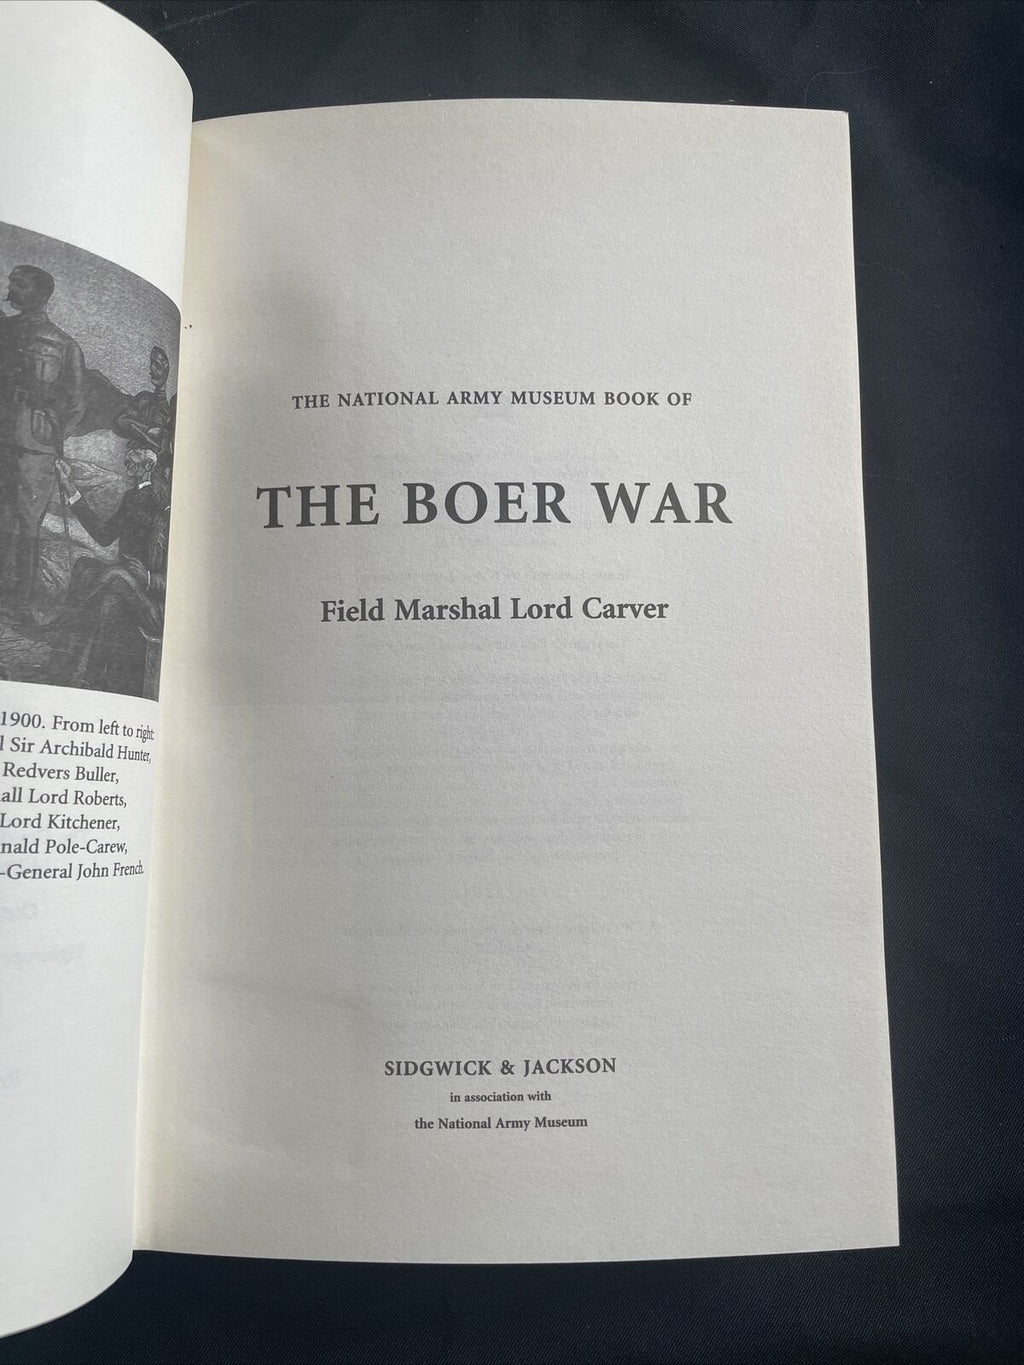 1900. From left to right:
l Sir Archibald Hunter,
Redvers Buller,
all Lord Roberts,
Lord Kitchener,
nald Pole-Carew,
-General John French.
THE NATIONAL ARMY MUSEUM BOOK OF
THE BOER WAR
Field Marshal Lord Carver
SIDGWICK & JACKSON
in association with
the National Army Museum